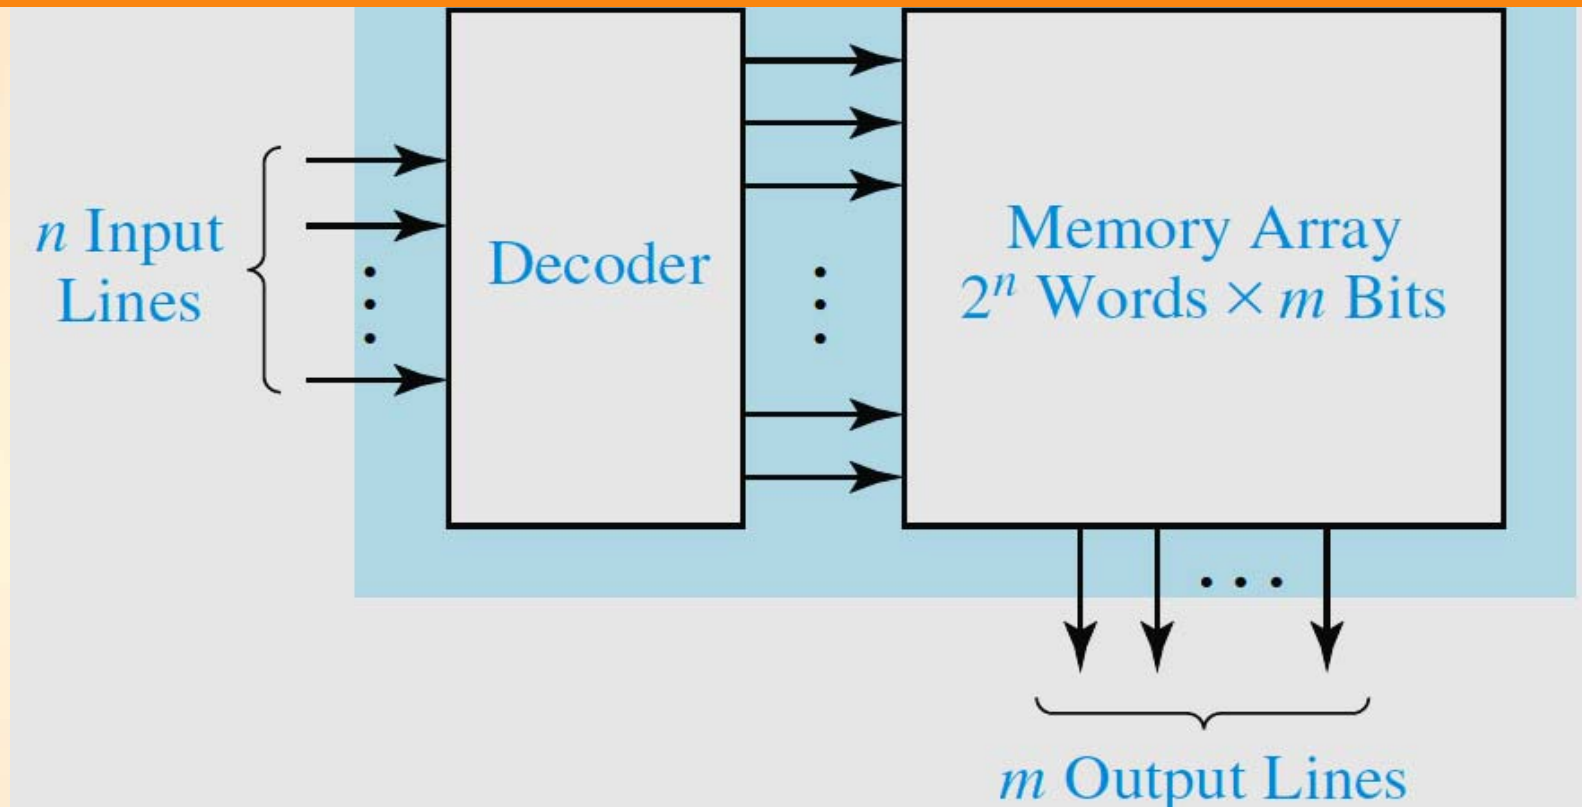 n Input
Lines
Decoder
Memory Array
2ⁿ Words × m Bits
m Output Lines